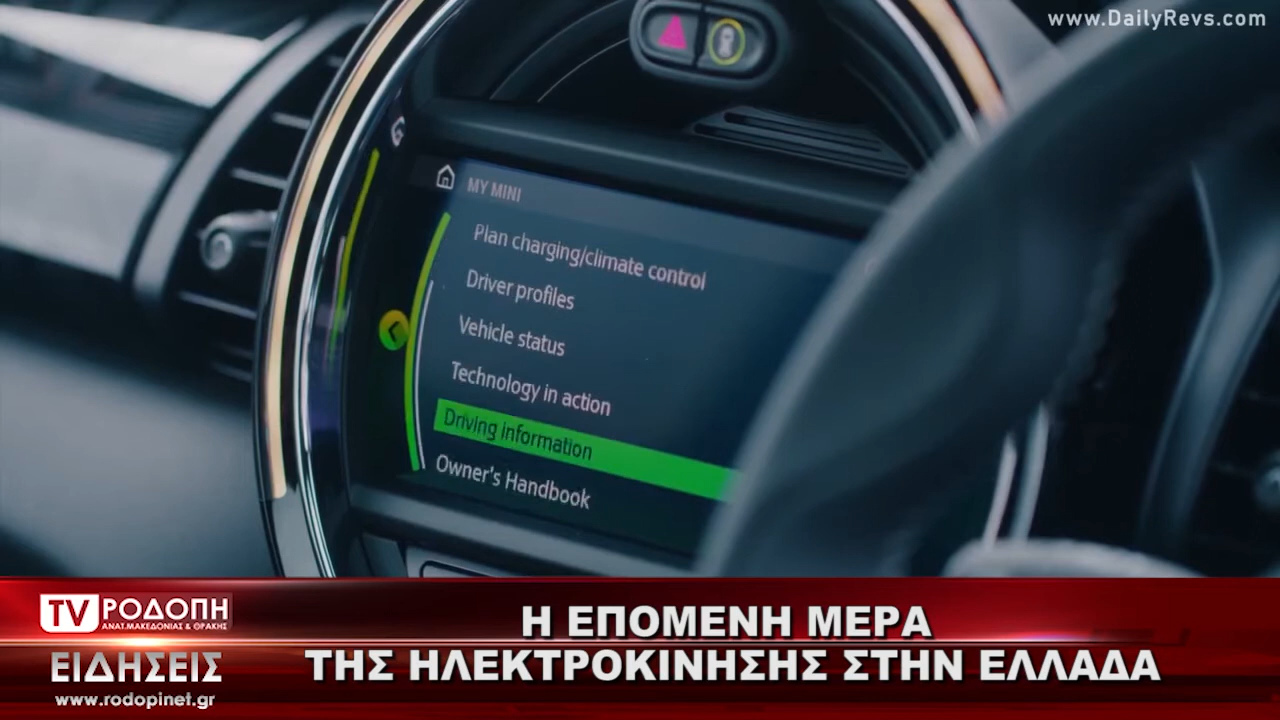 www.DailyRevs.com
MY MINI
Plan charging/climate control
Driver profiles
Vehicle status
Technology in action
Driving information
Owner's Handbook
TV ΡΟΔΟΠΗ
ΑΝΑΤ.ΜΑΚΕΔΟΝΙΑΣ & ΘΡΑΚΗΣ
ΕΙΔΗΣΕΙΣ
www.rodopinet.gr
Η ΕΠΟΜΕΝΗ ΜΕΡΑ
ΤΗΣ ΗΛΕΚΤΡΟΚΙΝΗΣΗΣ ΣΤΗΝ ΕΛΛΑΔΑ